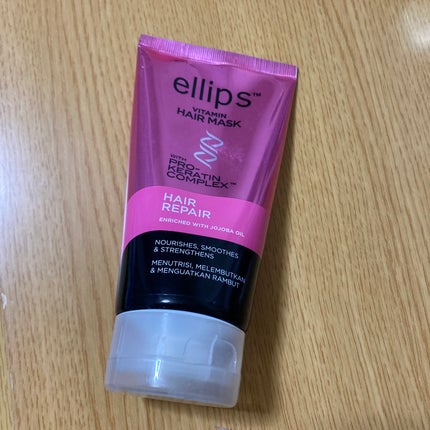 ellips™
VITAMIN
HAIR MASK
WITH
PRO-
KERATIN
COMPLEX™
HAIR
REPAIR
ENRICHED WITH JOJOBA OIL
NOURISHES, SMOOTHES
& STRENGTHENS
MENUTRISI, MELEMBUTKAN
& MENGUATKAN RAMBUT